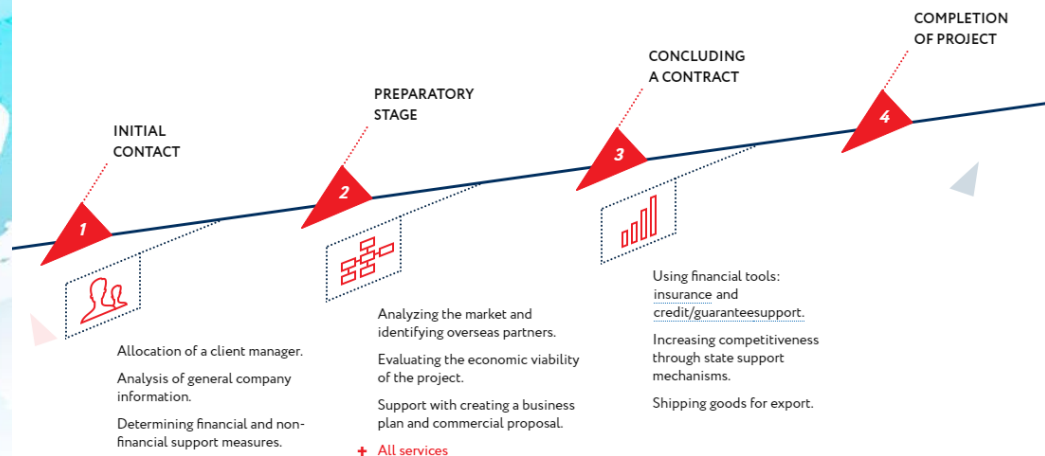 INITIAL
CONTACT
1
Allocation of a client manager.
Analysis of general company
information.
Determining financial and non-
financial support measures.
PREPARATORY
STAGE
2
Analyzing the market and
identifying overseas partners.
Evaluating the economic viability
of the project.
Support with creating a business
plan and commercial proposal.
+ All services
CONCLUDING
A CONTRACT
3
Using financial tools:
insurance and
credit/guaranteesupport.
Increasing competitiveness
through state support
mechanisms.
Shipping goods for export.
COMPLETION
OF PROJECT
4